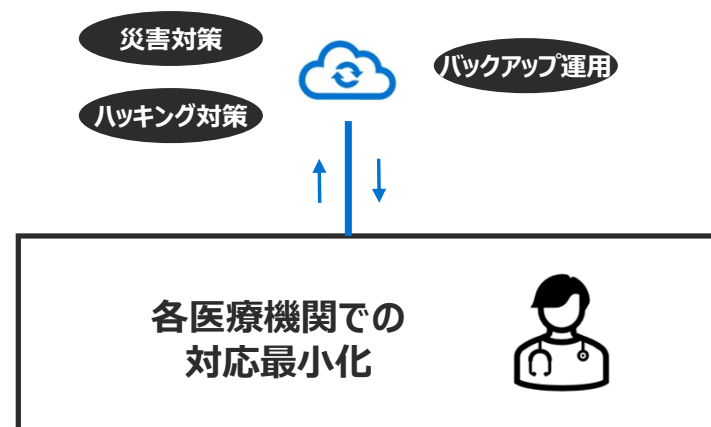 災害対策
バックアップ運用
ハッキング対策
各医療機関での
対応最小化